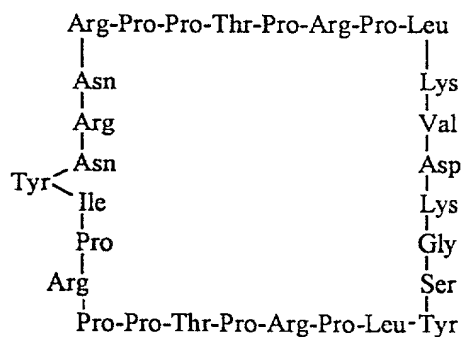 Arg-Pro-Pro-Thr-Pro-Arg-Pro-Leu
Asn Lys
Arg Val
Asn Asp
Tyr
Ile Lys
Pro Gly
Arg Ser
Pro-Pro-Thr-Pro-Arg-Pro-Leu-Tyr